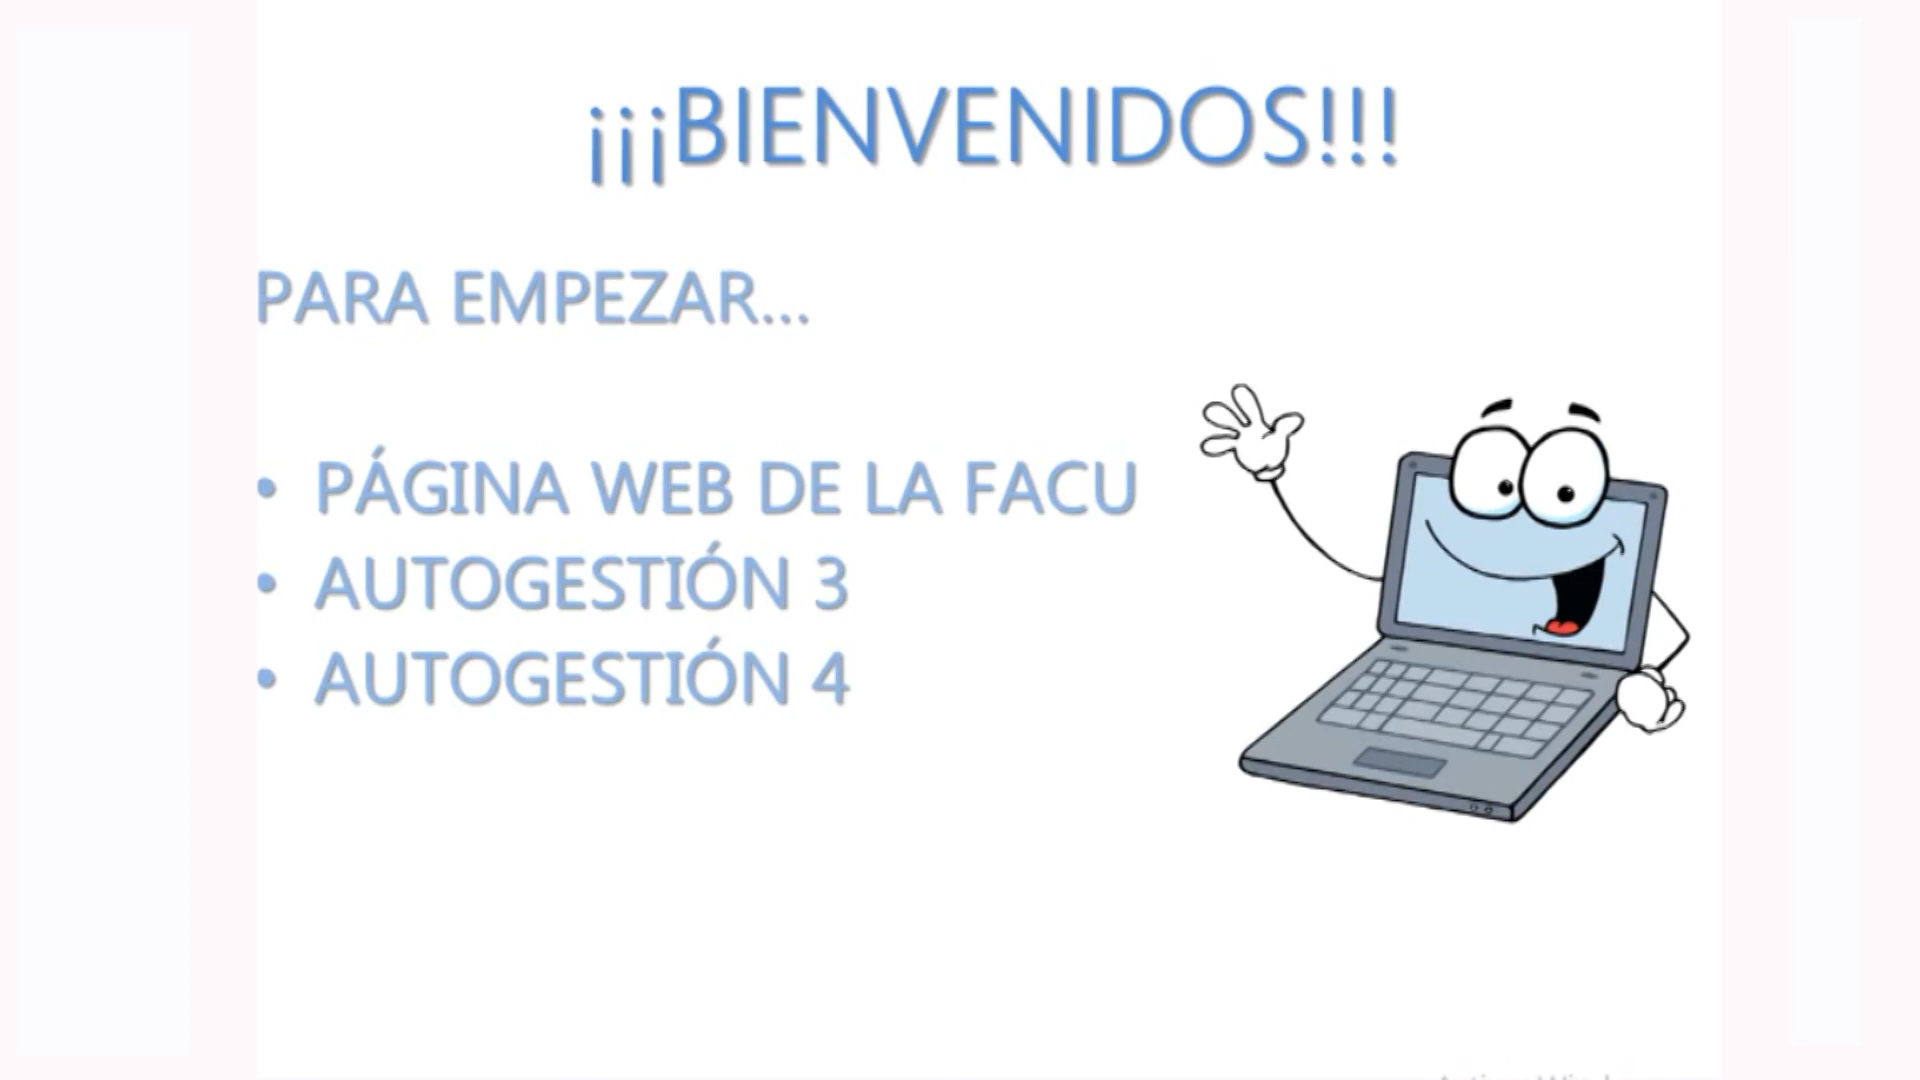 ¡¡¡BIENVENIDOS!!!
PARA EMPEZAR...
• PÁGINA WEB DE LA FACU
• AUTOGESTIÓN 3
• AUTOGESTIÓN 4